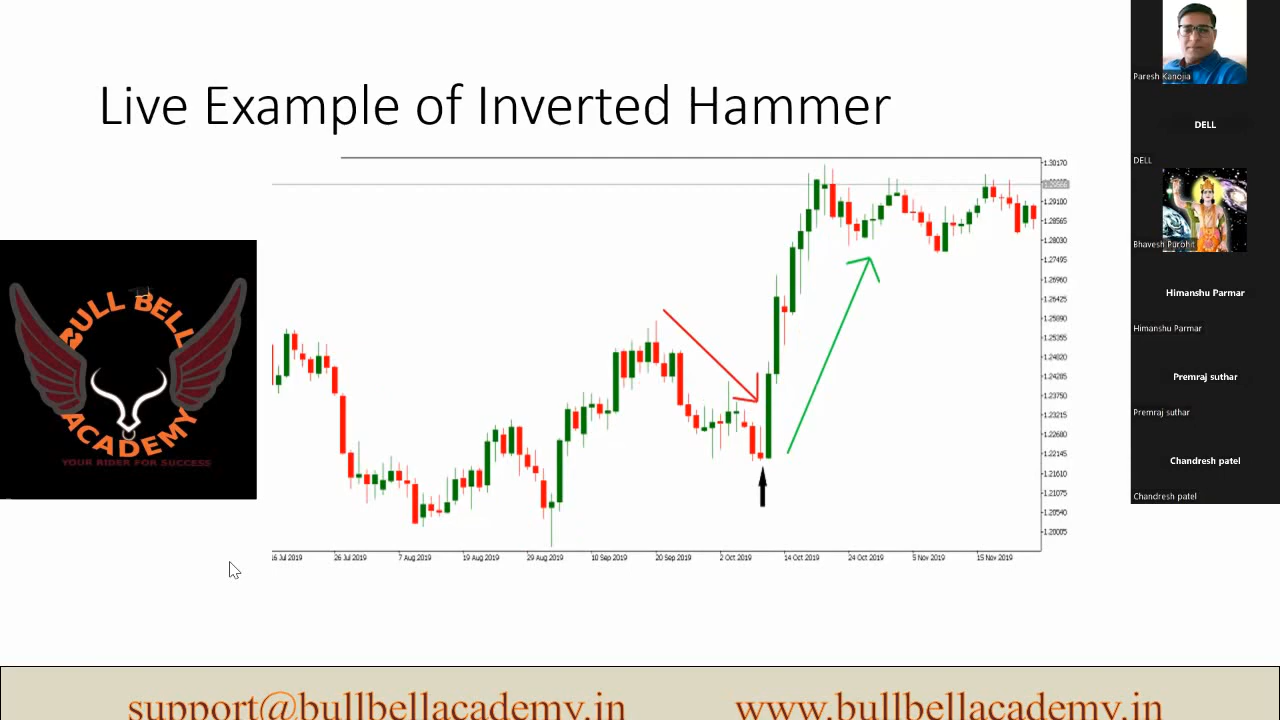 Live Example of Inverted Hammer
BULL BELL
ACADEMY
YOUR RIDER FOR SUCCESS
1.30170
1.29100
1.28565
1.28030
1.27495
1.26960
1.26425
1.25890
1.25355
1.24820
1.24285
1.23750
1.23215
1.22680
1.22145
1.21610
1.21075
1.20540
1.20005
16 Jul 2019
26 Jul 2019
7 Aug 2019
19 Aug 2019
29 Aug 2019
10 Sep 2019
20 Sep 2019
2 Oct 2019
14 Oct 2019
24 Oct 2019
5 Nov 2019
15 Nov 2019
Paresh Kanojia
DELL
DELL
Bhavesh Purohit
Himanshu Parmar
Himanshu Parmar
Premraj suthar
Premraj suthar
Chandresh patel
Chandresh patel
support@bullbellacademy.in
www.bullbellacademy.in